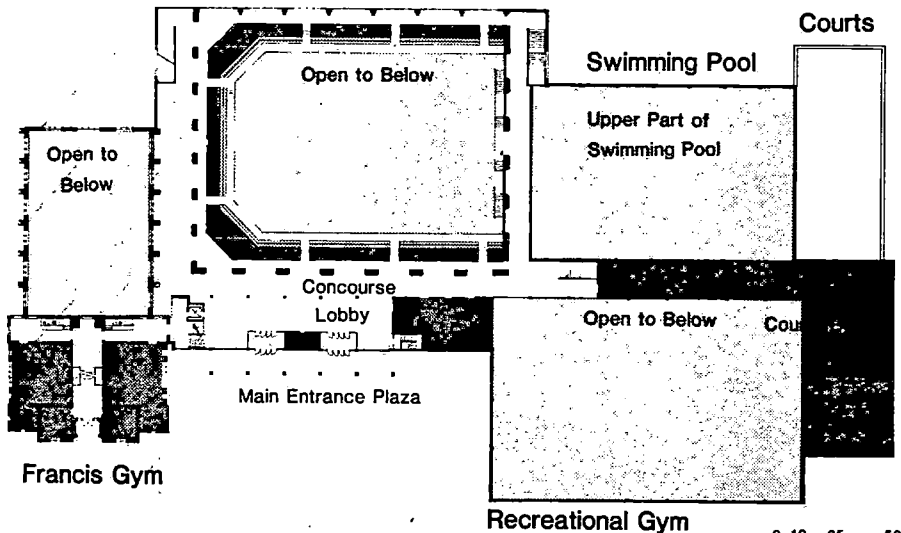 Courts
Swimming Pool
Open to Below
Upper Part of
Swimming Pool
Open to
Below
Concourse
Lobby
Open to Below
Main Entrance Plaza
Francis Gym
Recreational Gym